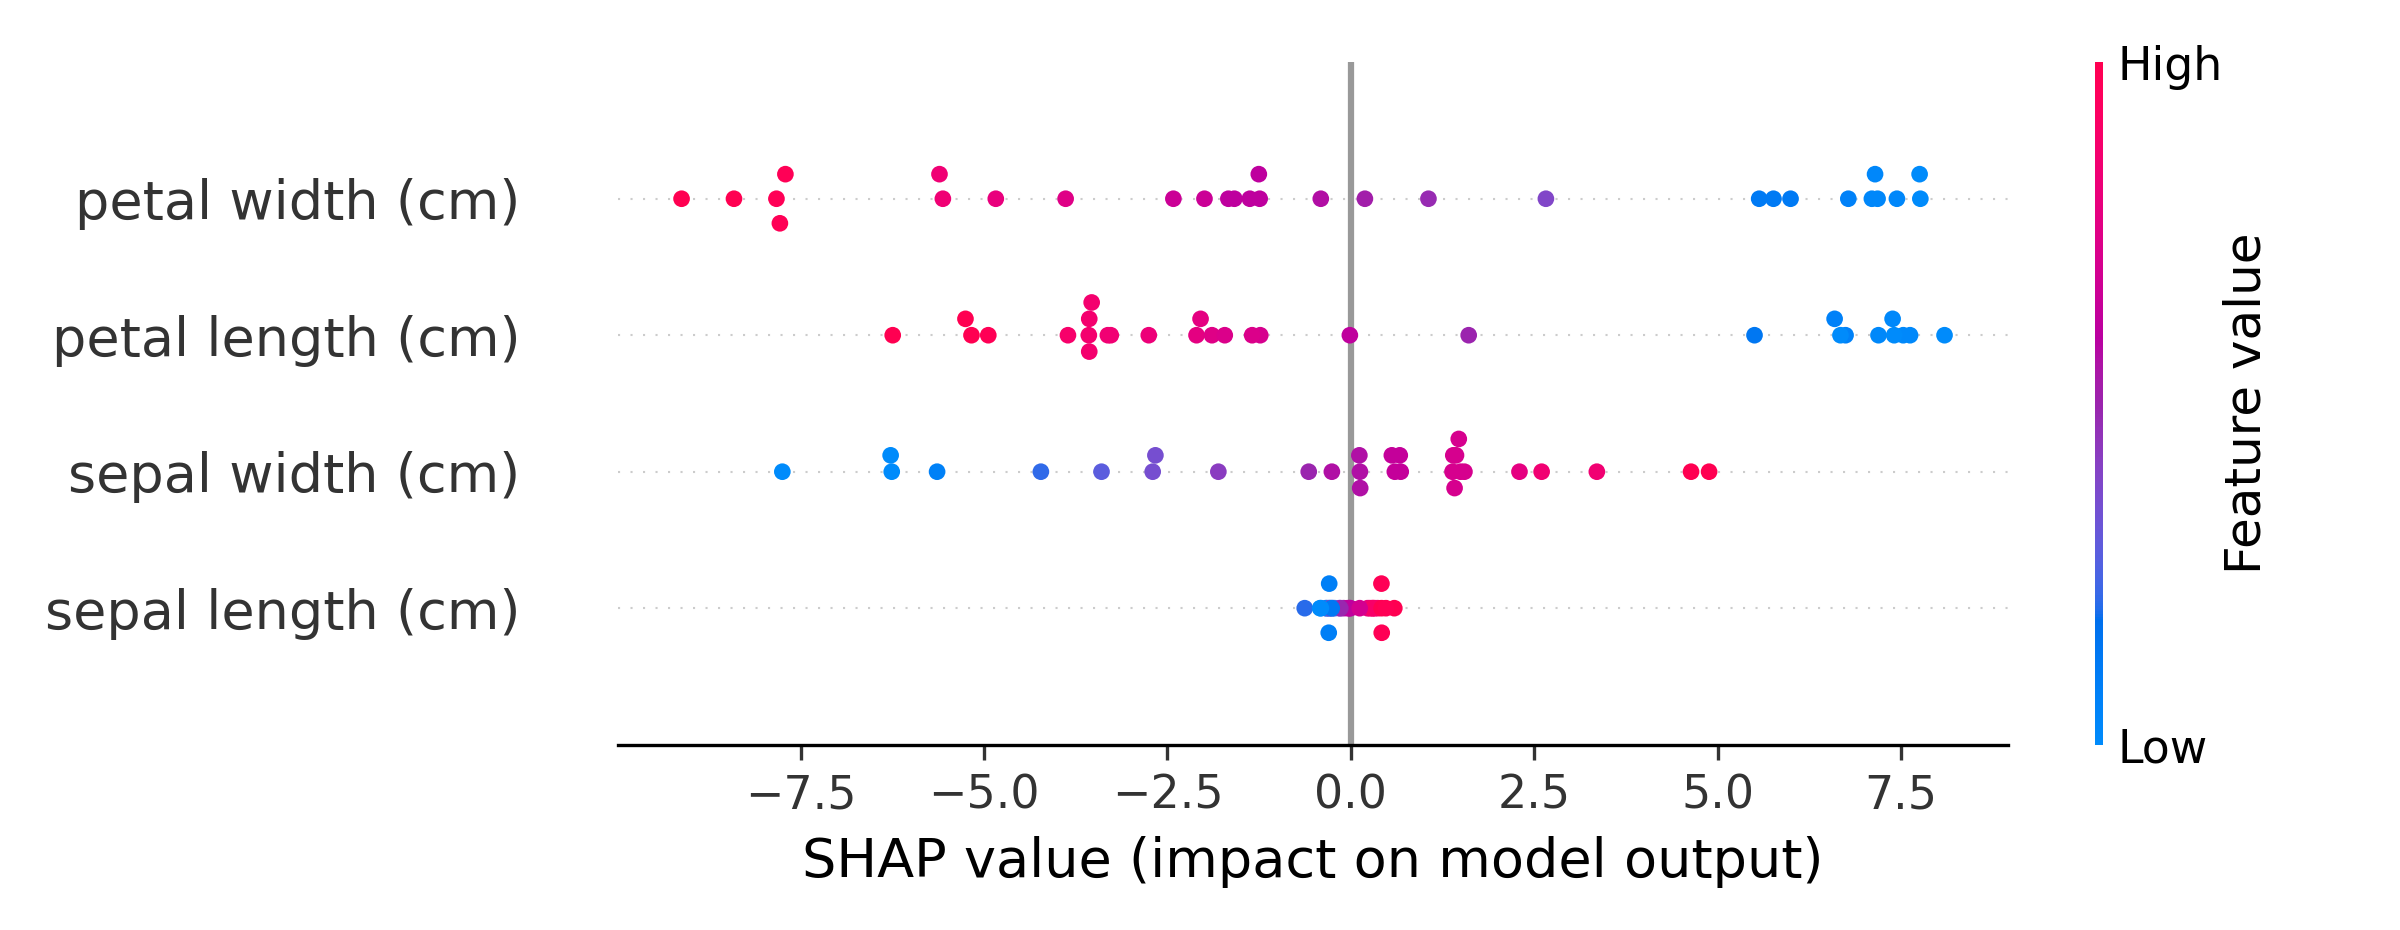 High
petal width (cm)
petal length (cm)
sepal width (cm)
sepal length (cm)
Feature value
Low
−7.5 −5.0 −2.5 0.0 2.5 5.0 7.5
SHAP value (impact on model output)